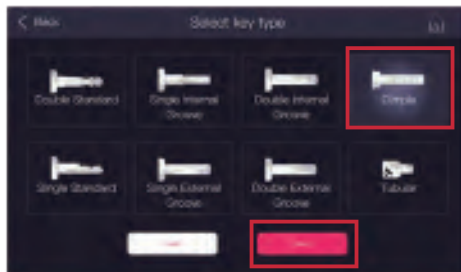 Back
Select key type
Double Standard
Single Internal
Groove
Double Internal
Groove
Dimple
Single Standard
Single External
Groove
Double External
Groove
Tubular